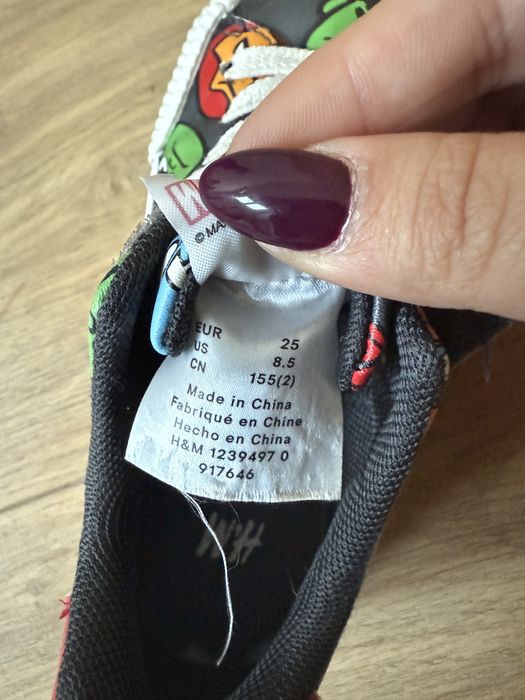 ©MA
EUR 25
US 8.5
CN 155(2)
Made in China
Fabriqué en Chine
Hecho en China
H&M 1239497 0
917646
H&M